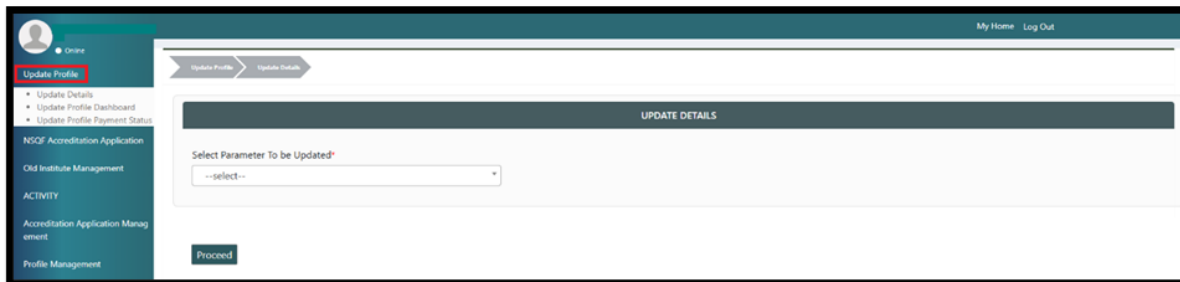 My Home Log Out
Online
Update Profile
Update Profile Update Details
• Update Details
• Update Profile Dashboard
• Update Profile Payment Status
UPDATE DETAILS
NSQF Accreditation Application
Select Parameter To be Updated*
Old Institute Management
--select--
ACTIVITY
Accreditation Application Manag
ement
Proceed
Profile Management